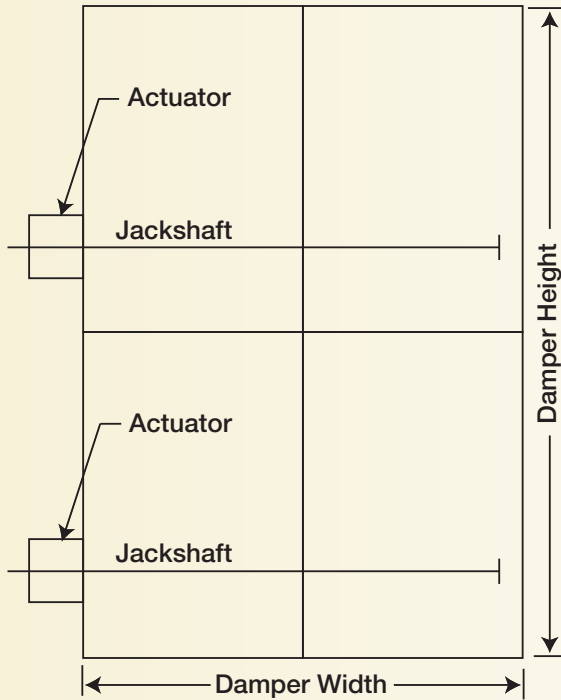 Actuator
Jackshaft
Damper Height
Actuator
Jackshaft
Damper Width